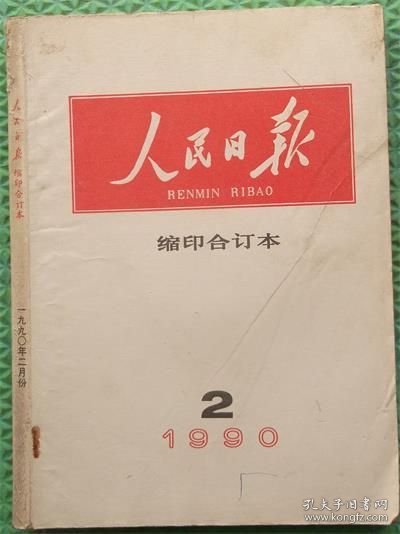 人民日报
RENMIN RIBAO
缩印合订本
2
1990
人民日报 缩印合订本
一九九〇年二月份
孔夫子旧书网
www.kongfz.com